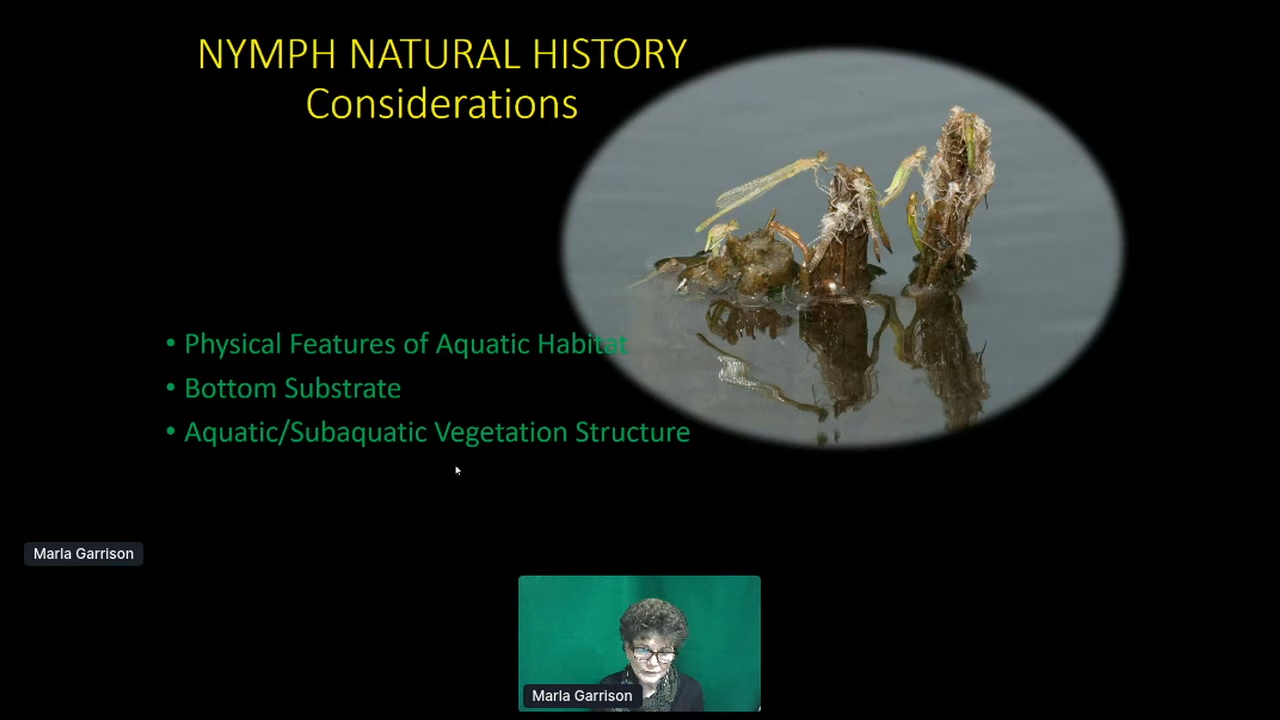 NYMPH NATURAL HISTORY
Considerations
• Physical Features of Aquatic Habitat
• Bottom Substrate
• Aquatic/Subaquatic Vegetation Structure
Marla Garrison
Marla Garrison